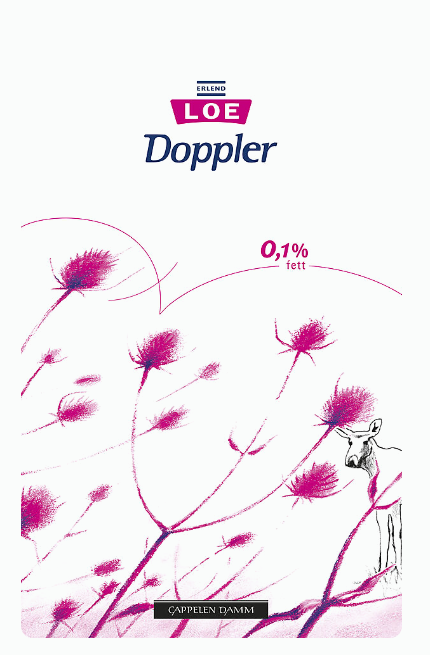 ERLEND
LOE
Doppler
0,1%
fett
CAPPELEN DAMM